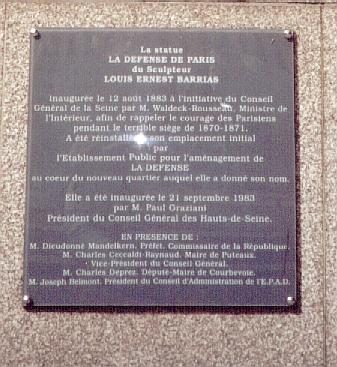 La statue
LA DEFENSE DE PARIS
du Sculpteur
LOUIS ERNEST BARRIAS
Inaugurée le 12 août 1883 à l'initiative du Conseil
Général de la Seine par M. Waldeck-Rousseau, Ministre de
l'Intérieur, afin de rappeler le courage des Parisiens
pendant le terrible siège de 1870-1871.
A été réinstallée son emplacement initial
par
l'Etablissement Public pour l'aménagement de
LA DEFENSE
au coeur du nouveau quartier auquel elle a donné son nom.
Elle a été inaugurée le 21 septembre 1983
par M. Paul Graziani
Président du Conseil Général des Hauts-de-Seine.
EN PRESENCE DE :
M. Dieudonné Mandelkern. Préfet. Commissaire de la République.
M. Charles Ceccaldi-Raynaud. Maire de Puteaux.
Vice-Président du Conseil Général.
M. Charles Deprez. Député-Maire de Courbevoie.
M. Joseph Belmont. Président du Conseil d'Administration de l'E.P.A.D.